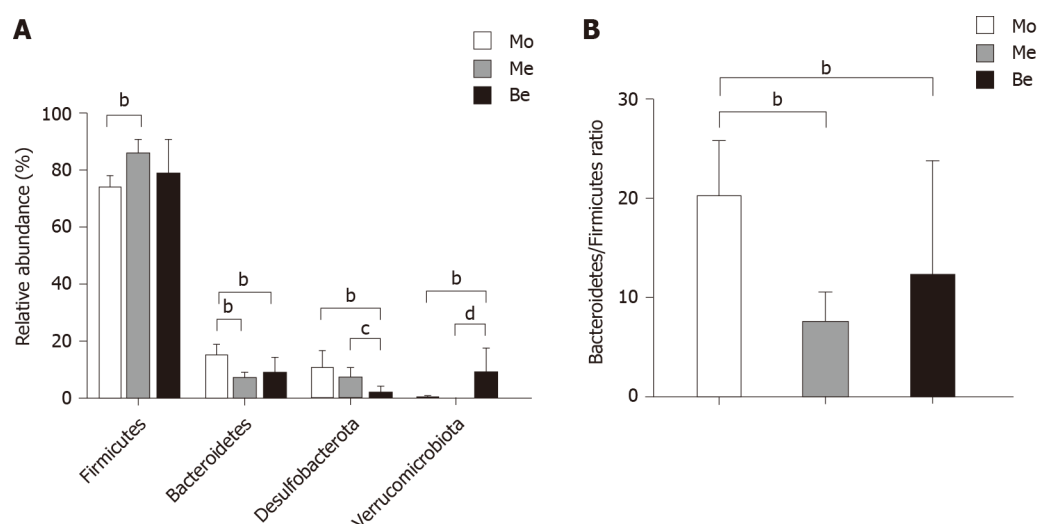 A
Mo
Me
Be
b
100
80
60
40
20
0
Relative abundance (%)
b
b
b
c
b
d
Firmicutes
Bacteroidetes
Desulfobacterota
Verrucomicrobiota
B
Mo
Me
Be
b
b
30
20
10
0
Bacteroidetes/Firmicutes ratio